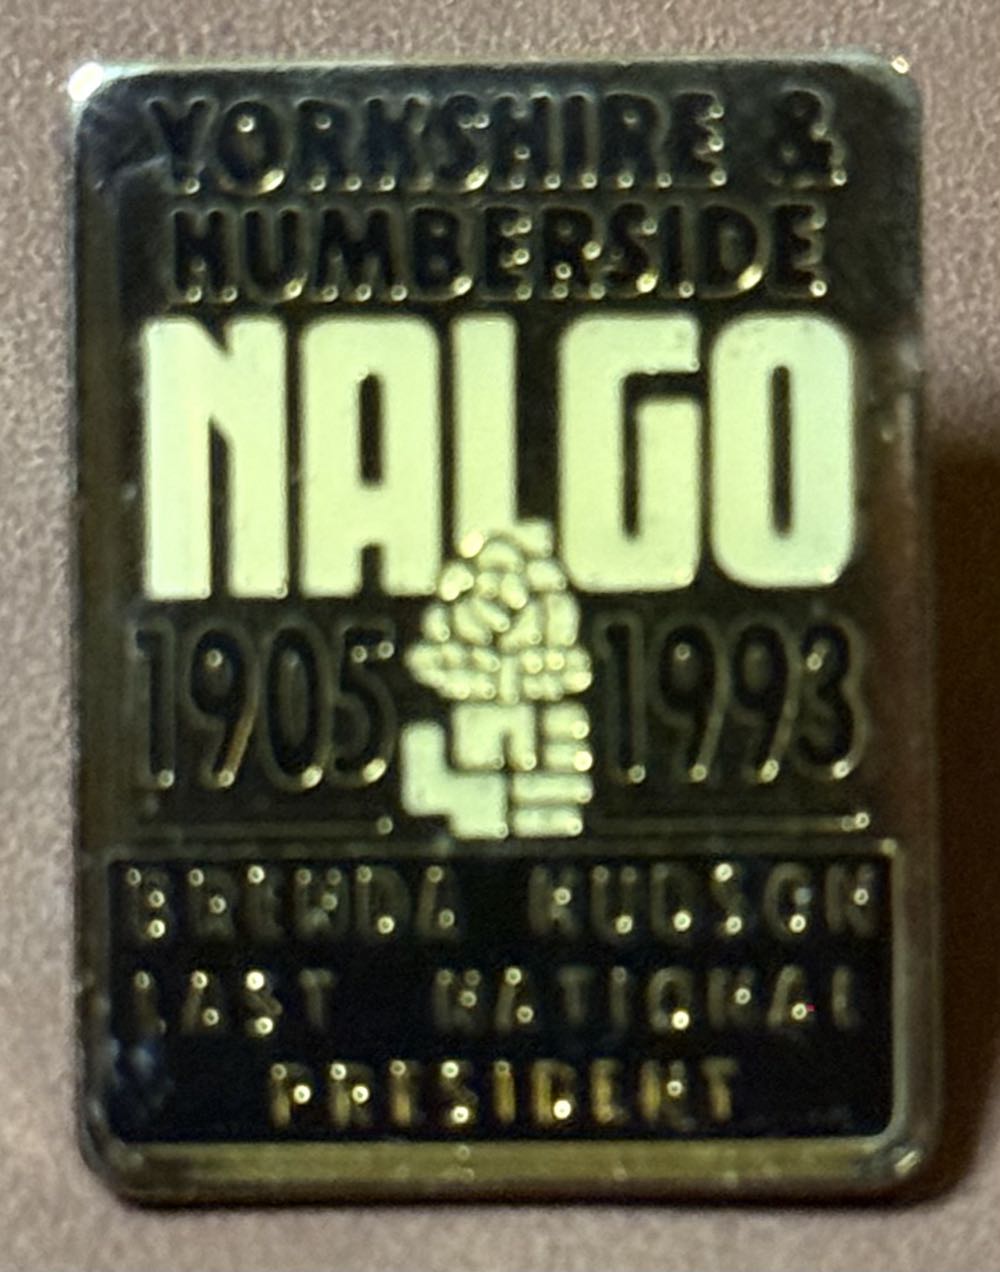 YORKSHIRE &
HUMBERSIDE
NALGO
1905 1993
BRENDA HUDSON
LAST NATIONAL
PRESIDENT